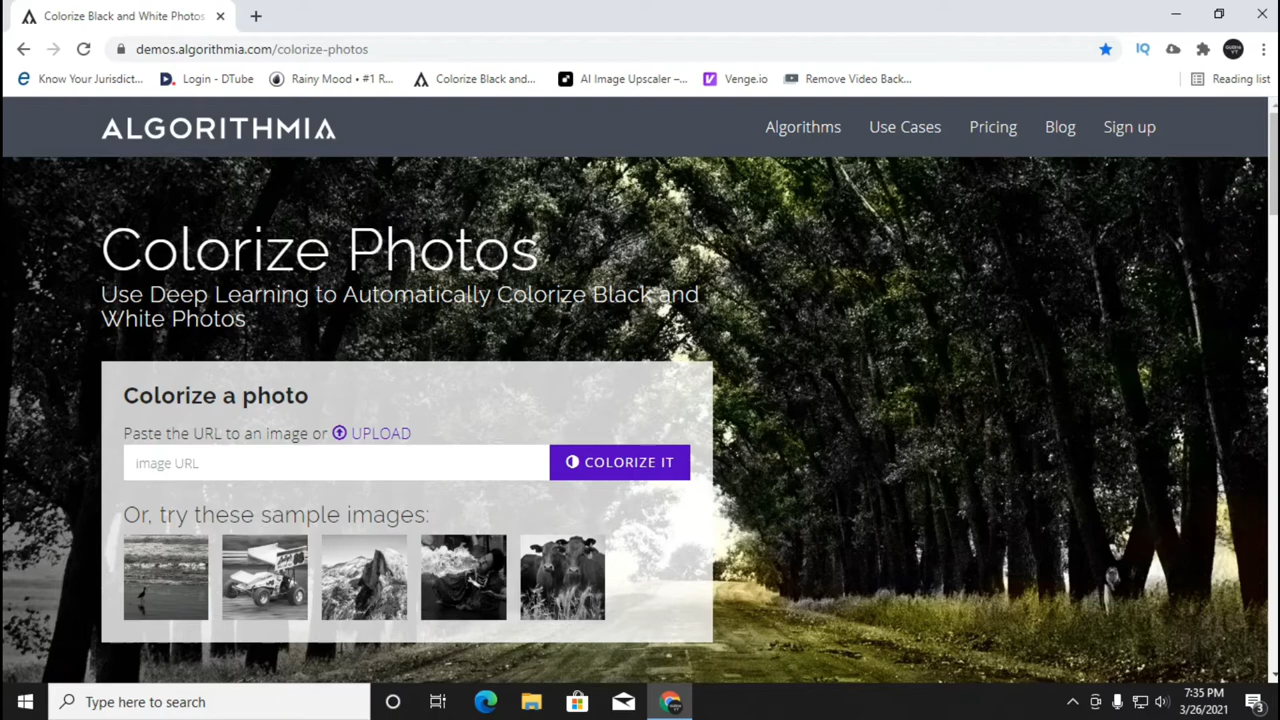 Colorize Black and White Photos
demos.algorithmia.com/colorize-photos
Know Your Jurisdict...
Login - DTube
Rainy Mood • #1 R...
Colorize Black and...
AI Image Upscaler –...
Venge.io
Remove Video Back...
Reading list
ALGORITHMIA
Algorithms
Use Cases
Pricing
Blog
Sign up
Colorize Photos
Use Deep Learning to Automatically Colorize Black and
White Photos
Colorize a photo
Paste the URL to an image or UPLOAD
image URL
COLORIZE IT
Or, try these sample images:
Type here to search
7:35 PM
3/26/2021
3